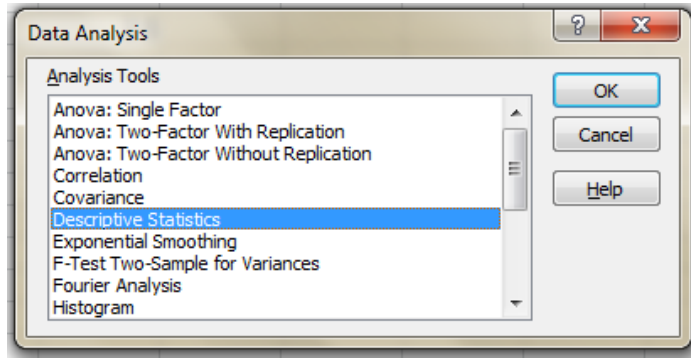 Data Analysis
?
X
Analysis Tools
Anova: Single Factor
Anova: Two-Factor With Replication
Anova: Two-Factor Without Replication
Correlation
Covariance
Descriptive Statistics
Exponential Smoothing
F-Test Two-Sample for Variances
Fourier Analysis
Histogram
OK
Cancel
Help